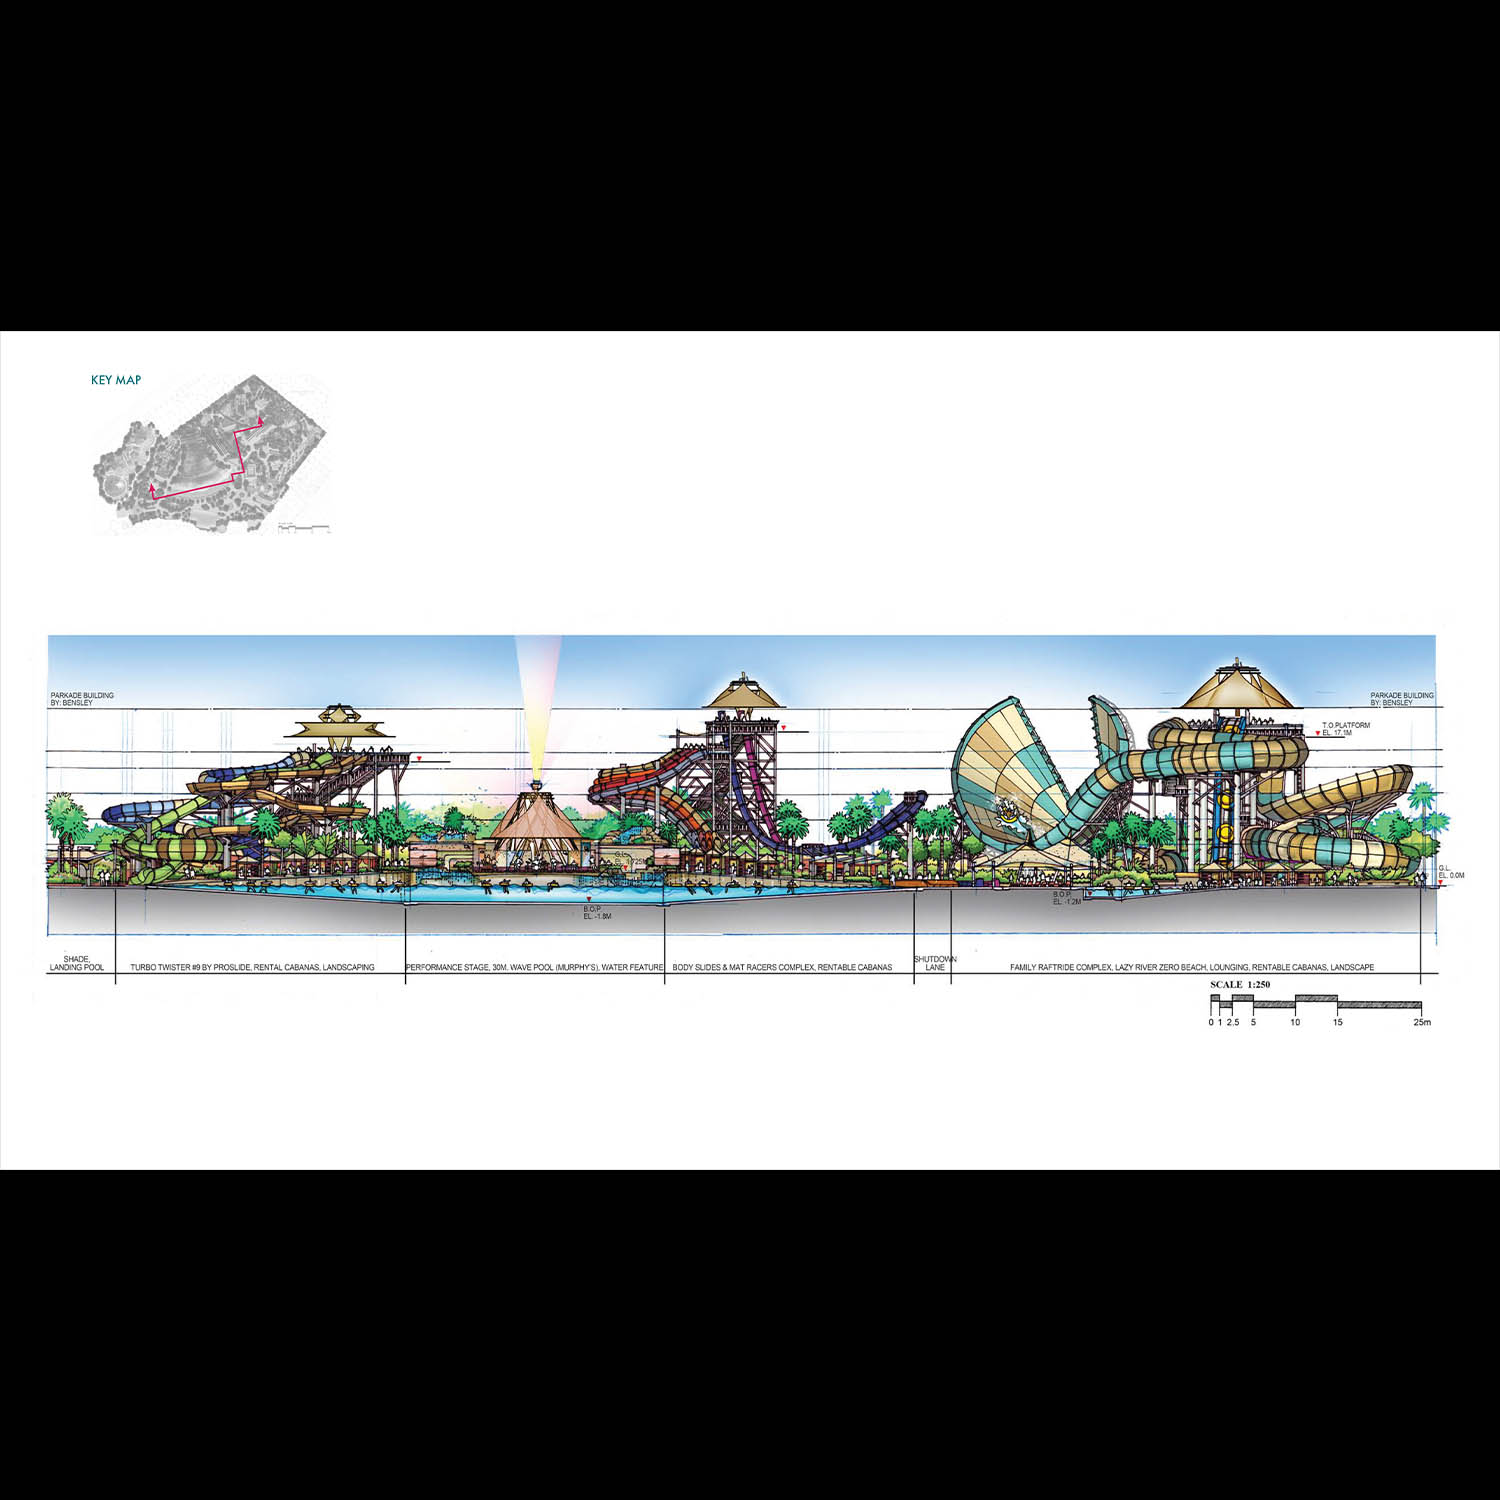 KEY MAP
PARKADE BUILDING
BY: BENSLEY
PARKADE BUILDING
BY: BENSLEY
T.O.PLATFORM
EL. 17.1M
G.L.
EL. 0.0M
B.O.P.
EL. -1.8M
B.O.P.
EL. -1.2M
SHADE,
LANDING POOL
TURBO TWISTER #9 BY PROSLIDE, RENTAL CABANAS, LANDSCAPING
PERFORMANCE STAGE, 30M. WAVE POOL (MURPHY'S), WATER FEATURE
BODY SLIDES & MAT RACERS COMPLEX, RENTABLE CABANAS
SHUTDOWN
LANE
FAMILY RAFTRIDE COMPLEX, LAZY RIVER ZERO BEACH, LOUNGING, RENTABLE CABANAS, LANDSCAPE
SCALE 1:250
0 1 2.5 5 10 15 25m